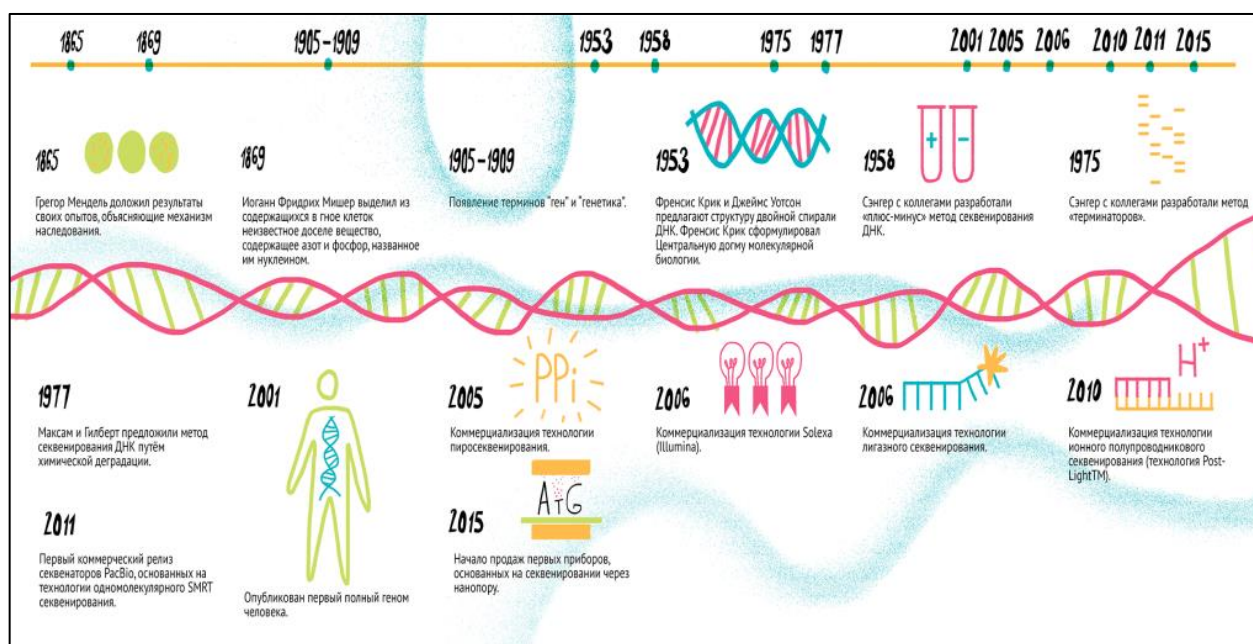 1865 1869 1905–1909 1953 1958 1975 1977 2001 2005 2006 2010 2011 2015
1865
Грегор Мендель доложил результаты
своих опытов, объясняющие механизм
наследования.
1869
Иоганн Фридрих Мишер выделил из
содержащихся в гное клеток
неизвестное доселе вещество,
содержащее азот и фосфор, названное
им нуклеином.
1905–1909
Появление терминов "ген" и "генетика".
1953
Френсис Крик и Джеймс Уотсон
предлагают структуру двойной спирали
ДНК. Френсис Крик сформулировал
Центральную догму молекулярной
биологии.
+ –
1958
Сэнгер с коллегами разработали
«плюс-минус» метод секвенирования
ДНК.
1975
Сэнгер с коллегами разработали метод
«терминаторов».
1977
Максам и Гилберт предложили метод
секвенирования ДНК путём
химической деградации.
2011
Первый коммерческий релиз
секвенаторов PacBio, основанных на
технологии одномолекулярного SMRT
секвенирования.
2001
Опубликован первый полный геном
человека.
PPi
2005
Коммерциализация технологии
пиросеквенирования.
ATG
2015
Начало продаж первых приборов,
основанных на секвенировании через
нанопору.
2006
Коммерциализация технологии Solexa
(Illumina).
2006
Коммерциализация технологии
лигазного секвенирования.
H+
2010
Коммерциализация технологии
ионного полупроводникового
секвенирования (технология Post-
LightTM).